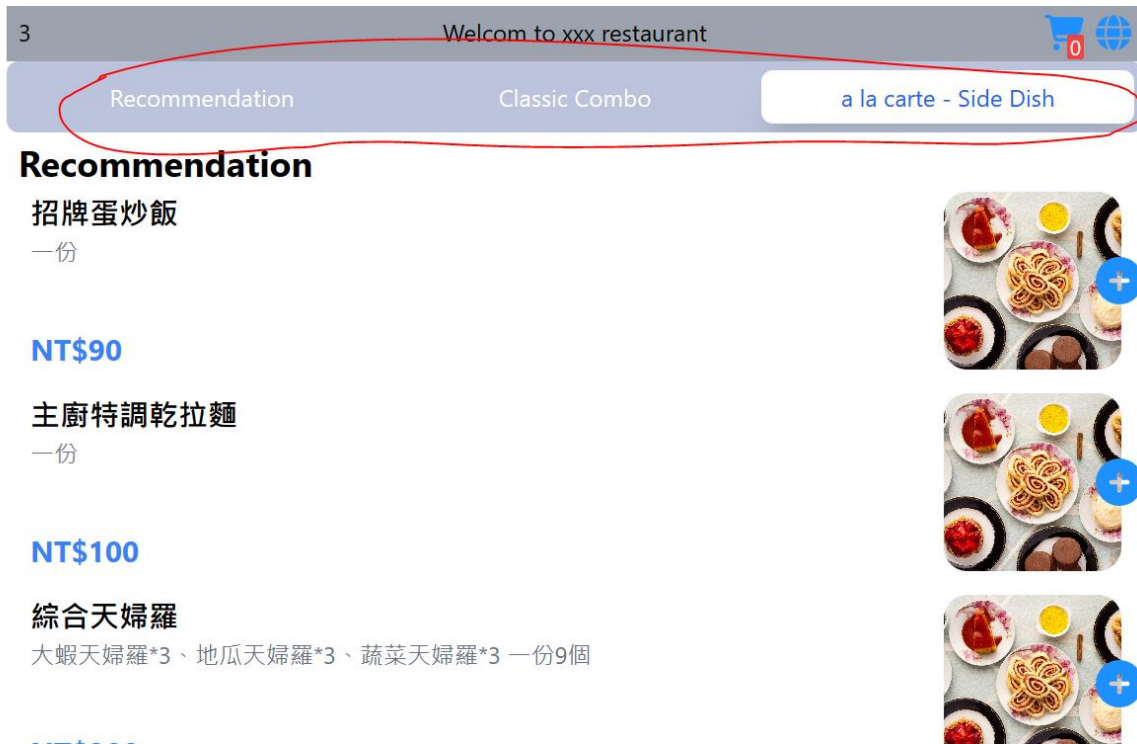 3 Welcom to xxx restaurant 0
Recommendation Classic Combo a la carte - Side Dish
Recommendation
招牌蛋炒飯
一份
NT$90
主廚特調乾拉麵
一份
NT$100
綜合天婦羅
大蝦天婦羅*3、地瓜天婦羅*3、蔬菜天婦羅*3 一份9個